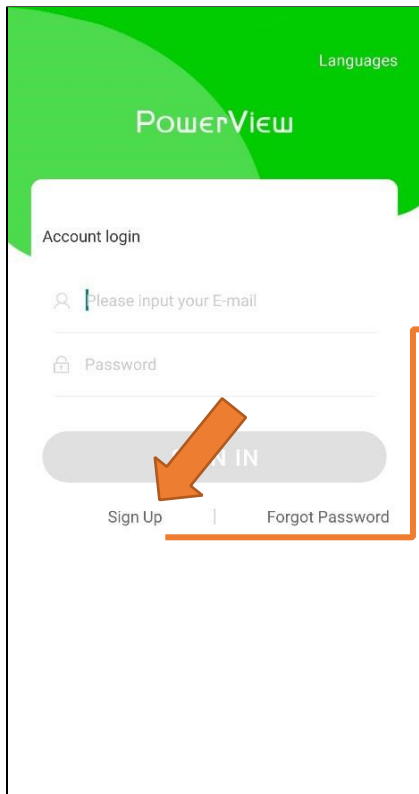 Languages
PowerView
Account login
Please input your E-mail
Password
N IN
Sign Up | Forgot Password